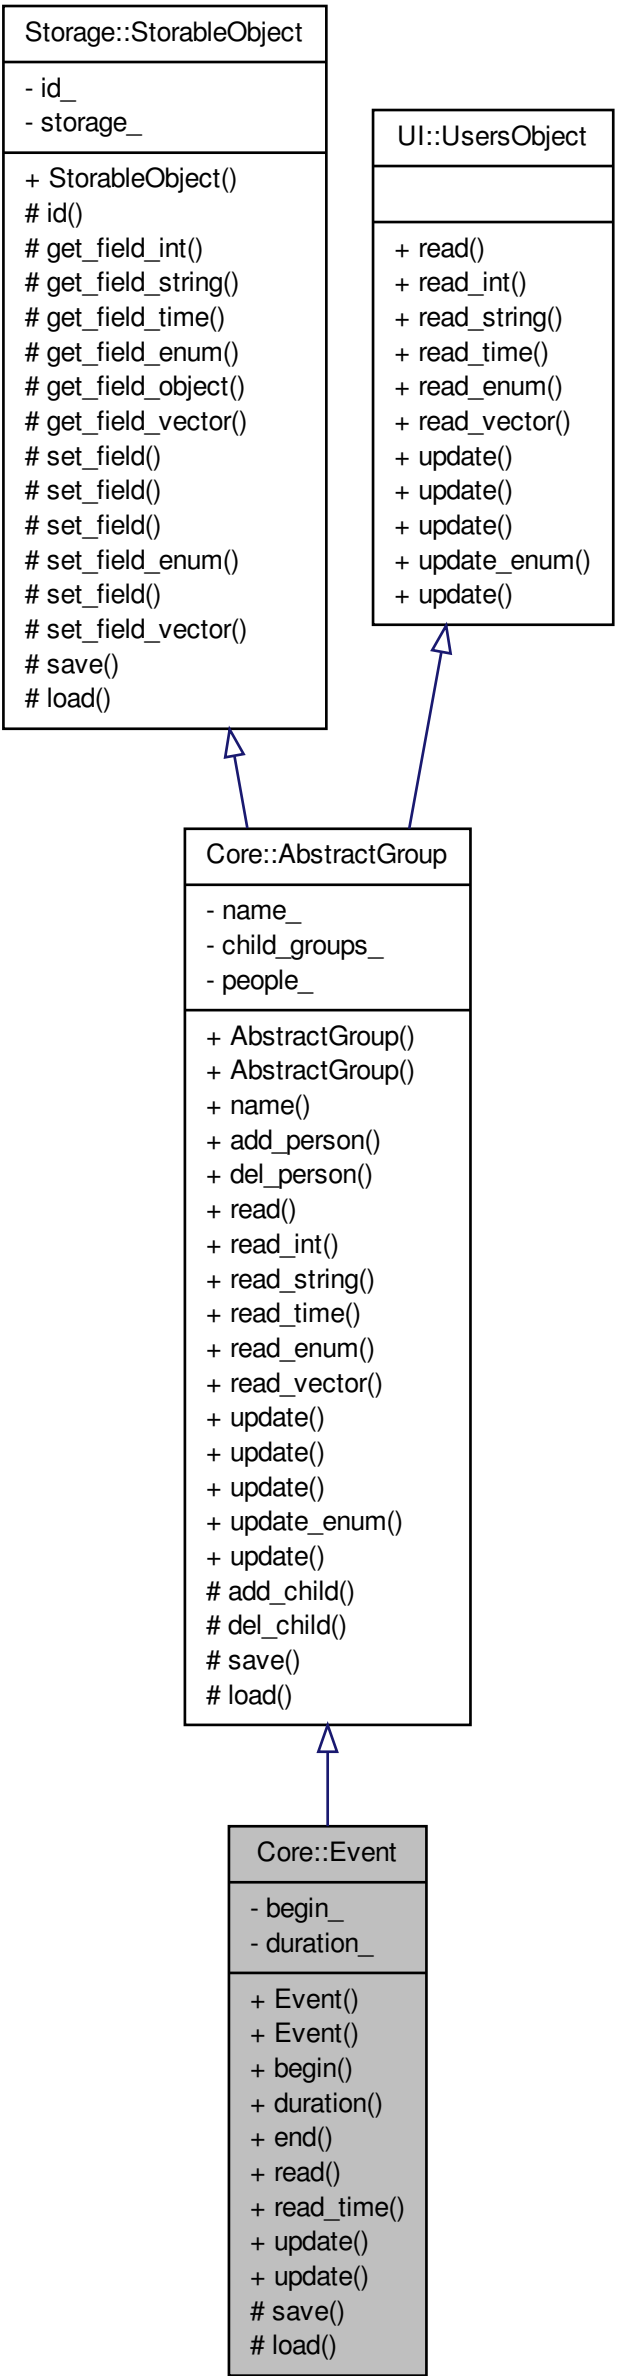 Storage::StorableObject
- id_
- storage_
+ StorableObject()
# id()
# get_field_int()
# get_field_string()
# get_field_time()
# get_field_enum()
# get_field_object()
# get_field_vector()
# set_field()
# set_field()
# set_field()
# set_field_enum()
# set_field()
# set_field_vector()
# save()
# load()
UI::UsersObject
+ read()
+ read_int()
+ read_string()
+ read_time()
+ read_enum()
+ read_vector()
+ update()
+ update()
+ update()
+ update_enum()
+ update()
Core::AbstractGroup
- name_
- child_groups_
- people_
+ AbstractGroup()
+ AbstractGroup()
+ name()
+ add_person()
+ del_person()
+ read()
+ read_int()
+ read_string()
+ read_time()
+ read_enum()
+ read_vector()
+ update()
+ update()
+ update()
+ update_enum()
+ update()
# add_child()
# del_child()
# save()
# load()
Core::Event
- begin_
- duration_
+ Event()
+ Event()
+ begin()
+ duration()
+ end()
+ read()
+ read_time()
+ update()
+ update()
# save()
# load()